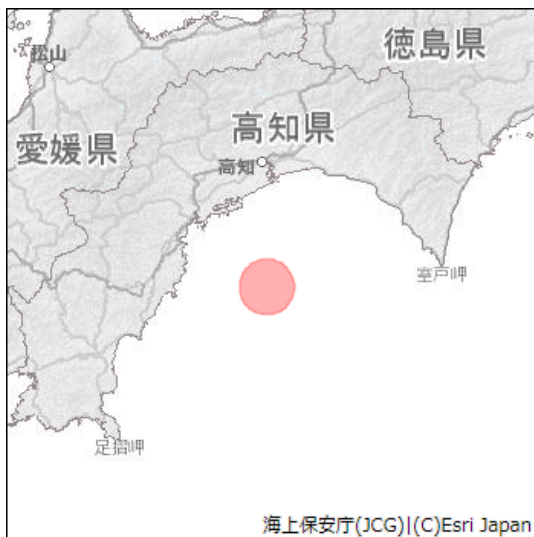 徳島県
松山
高知県
愛媛県
高知
室戸岬
足摺岬
海上保安庁(JCG)|(C)Esri Japan